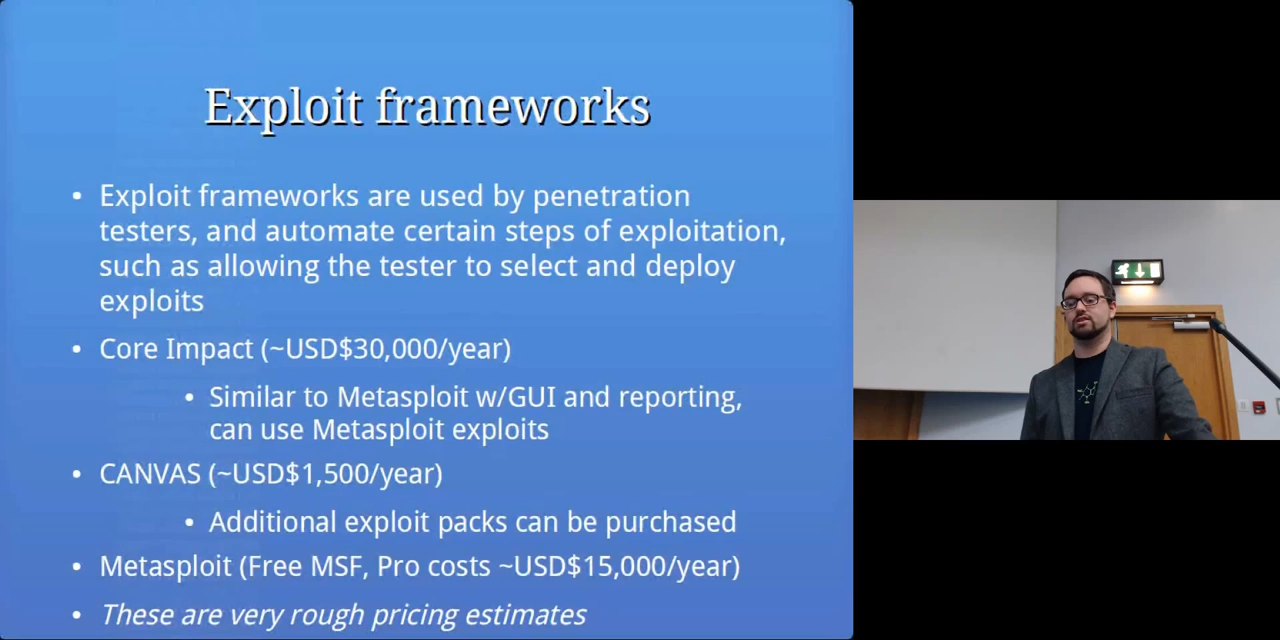 Exploit frameworks
• Exploit frameworks are used by penetration
testers, and automate certain steps of exploitation,
such as allowing the tester to select and deploy
exploits
• Core Impact (~USD$30,000/year)
• Similar to Metasploit w/GUI and reporting,
can use Metasploit exploits
• CANVAS (~USD$1,500/year)
• Additional exploit packs can be purchased
• Metasploit (Free MSF, Pro costs ~USD$15,000/year)
• These are very rough pricing estimates